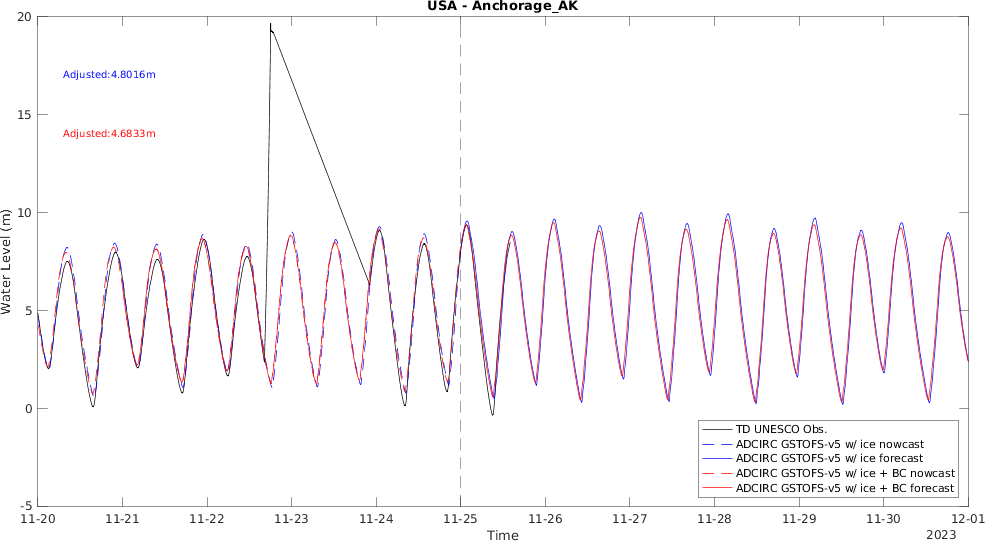 USA - Anchorage_AK
20
15
10
5
0
-5
Water Level (m)
Adjusted:4.8016m
Adjusted:4.6833m
TD UNESCO Obs.
ADCIRC GSTOFS-v5 w/ ice nowcast
ADCIRC GSTOFS-v5 w/ ice forecast
ADCIRC GSTOFS-v5 w/ ice + BC nowcast
ADCIRC GSTOFS-v5 w/ ice + BC forecast
11-20 11-21 11-22 11-23 11-24 11-25 11-26 11-27 11-28 11-29 11-30 12-01
Time
2023